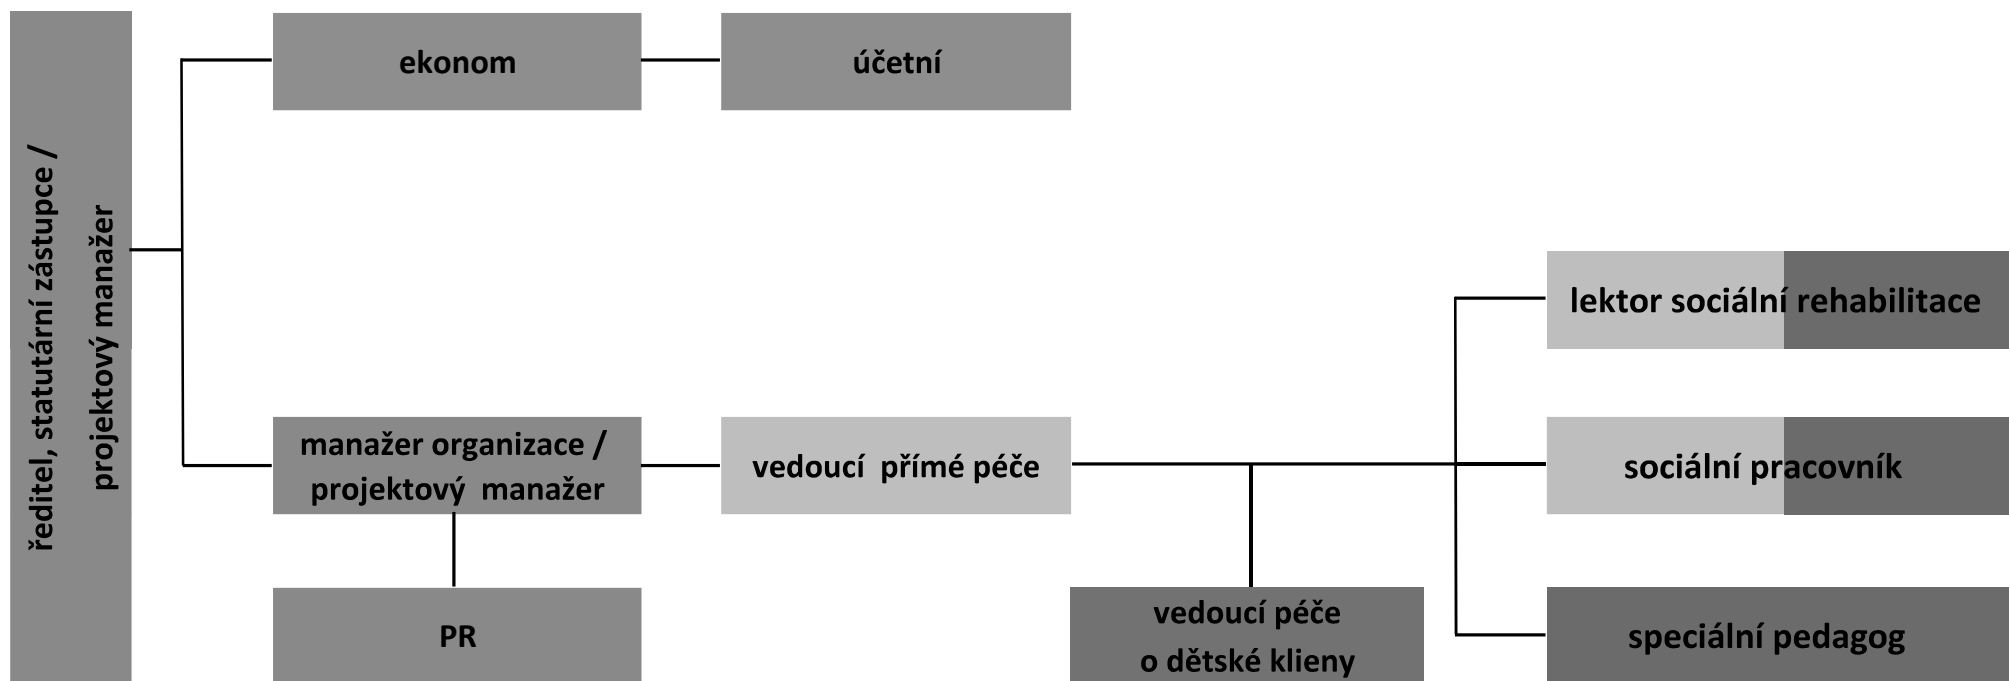 ředitel, statutární zástupce /
projektový manažer
ekonom
účetní
manažer organizace /
projektový manažer
vedoucí přímé péče
PR
vedoucí péče
o dětské klieny
lektor sociální rehabilitace
sociální pracovník
speciální pedagog